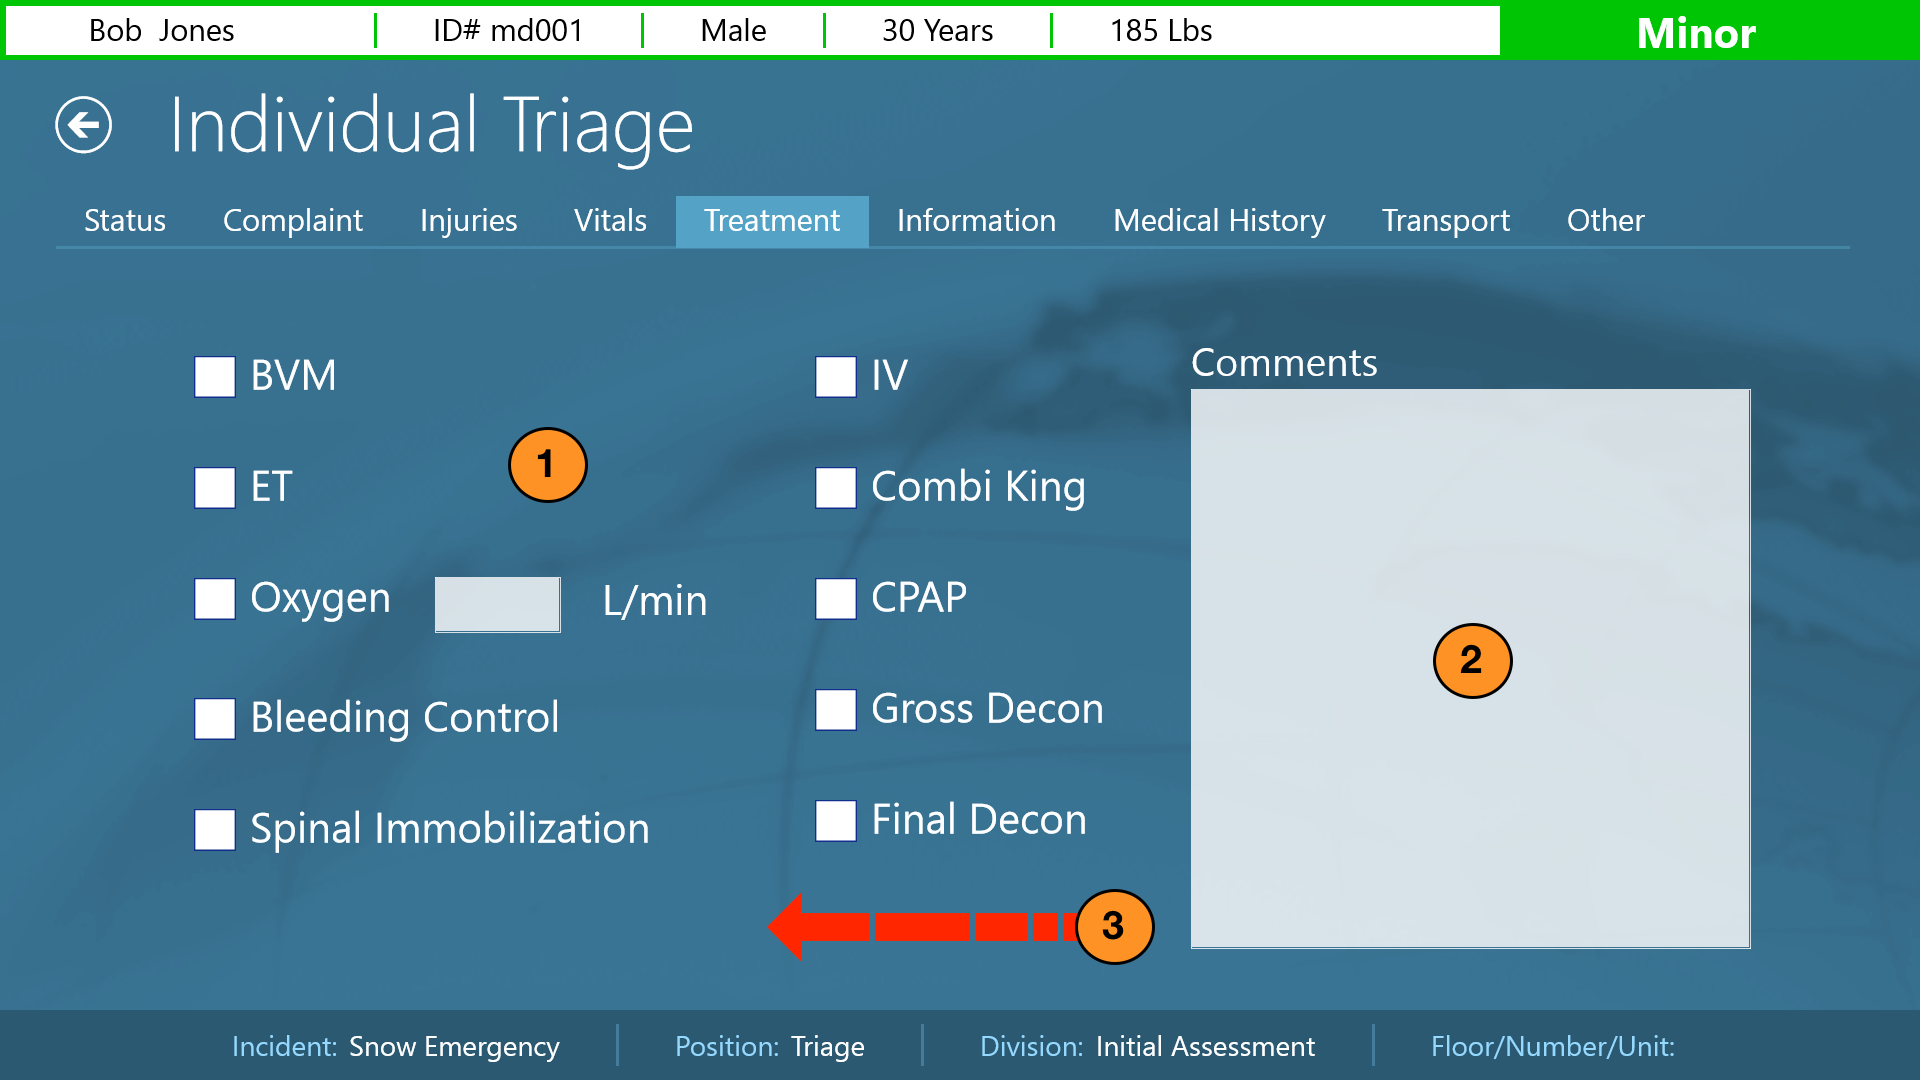 Bob Jones ID# md001 Male 30 Years 185 Lbs Minor
Individual Triage
Status Complaint Injuries Vitals Treatment Information Medical History Transport Other
BVM
ET
1
Oxygen L/min
Bleeding Control
Spinal Immobilization
IV
Combi King
CPAP
Gross Decon
Final Decon
3
Comments
2
Incident: Snow Emergency Position: Triage Division: Initial Assessment Floor/Number/Unit: